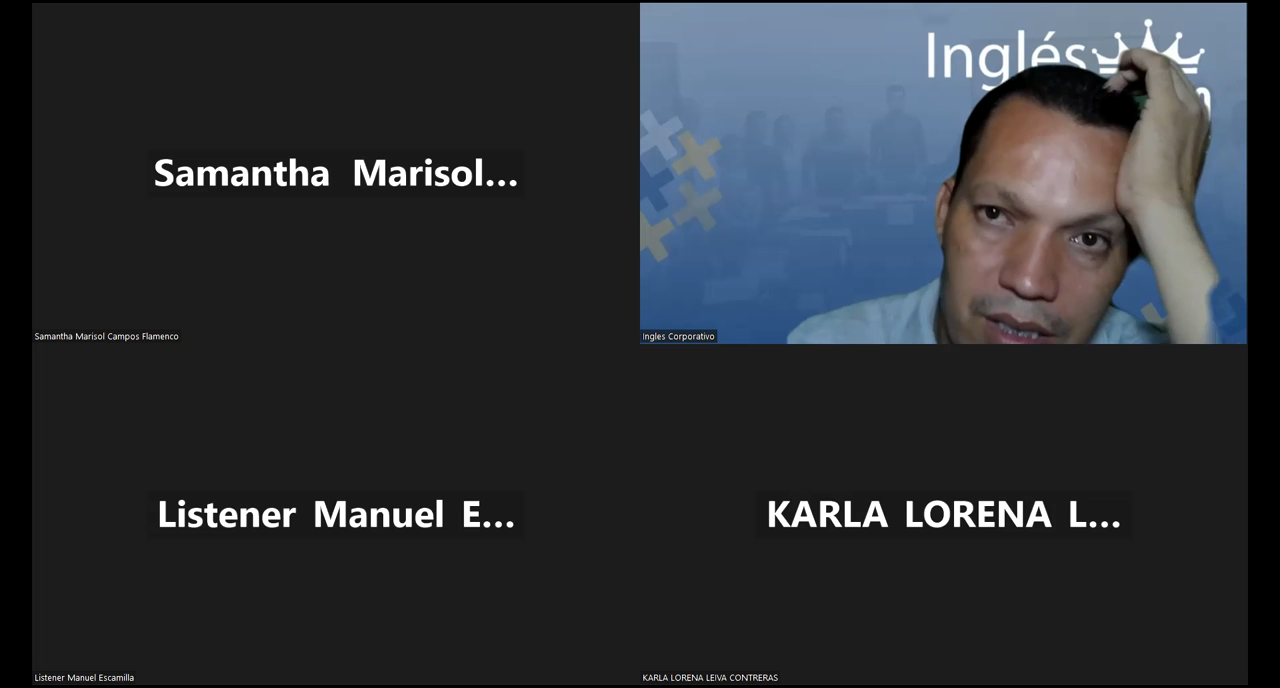 Samantha Marisol...
Samantha Marisol Campos Flamenco
Inglés
Ingles Corporativo
Listener Manuel E...
Listener Manuel Escamilla
KARLA LORENA L...
KARLA LORENA LEIVA CONTRERAS